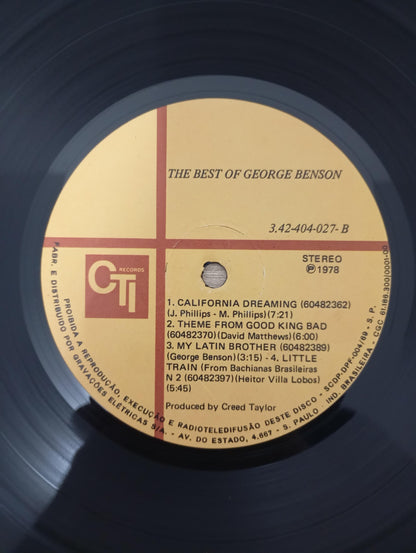 THE BEST OF GEORGE BENSON
3.42-404-027-B
STEREO
Ⓟ1978
CTI RECORDS
1. CALIFORNIA DREAMING (60482362)
(J. Phillips - M. Phillips)(7:21)
2. THEME FROM GOOD KING BAD
(60482370)(David Matthews)(6:00)
3. MY LATIN BROTHER (60482389)
(George Benson)(3:15) - 4. LITTLE
TRAIN (From Bachianas Brasileiras
N 2 (60482397)(Heitor Villa Lobos)
(5:45)
Produced by Creed Taylor
FABR. E DISTRIBUIDO POR GRAVAÇÕES ELÉTRICAS S/A. - AV. DO ESTADO, 4.667 - S. PAULO IND. BRASILEIRA - CGC 61.186.300/0001-00
PROIBIDA A REPRODUÇÃO, EXECUÇÃO E RADIOTELEDIFUSÃO DESTE DISCO - SCDP-DPF-004/69 - S. P.